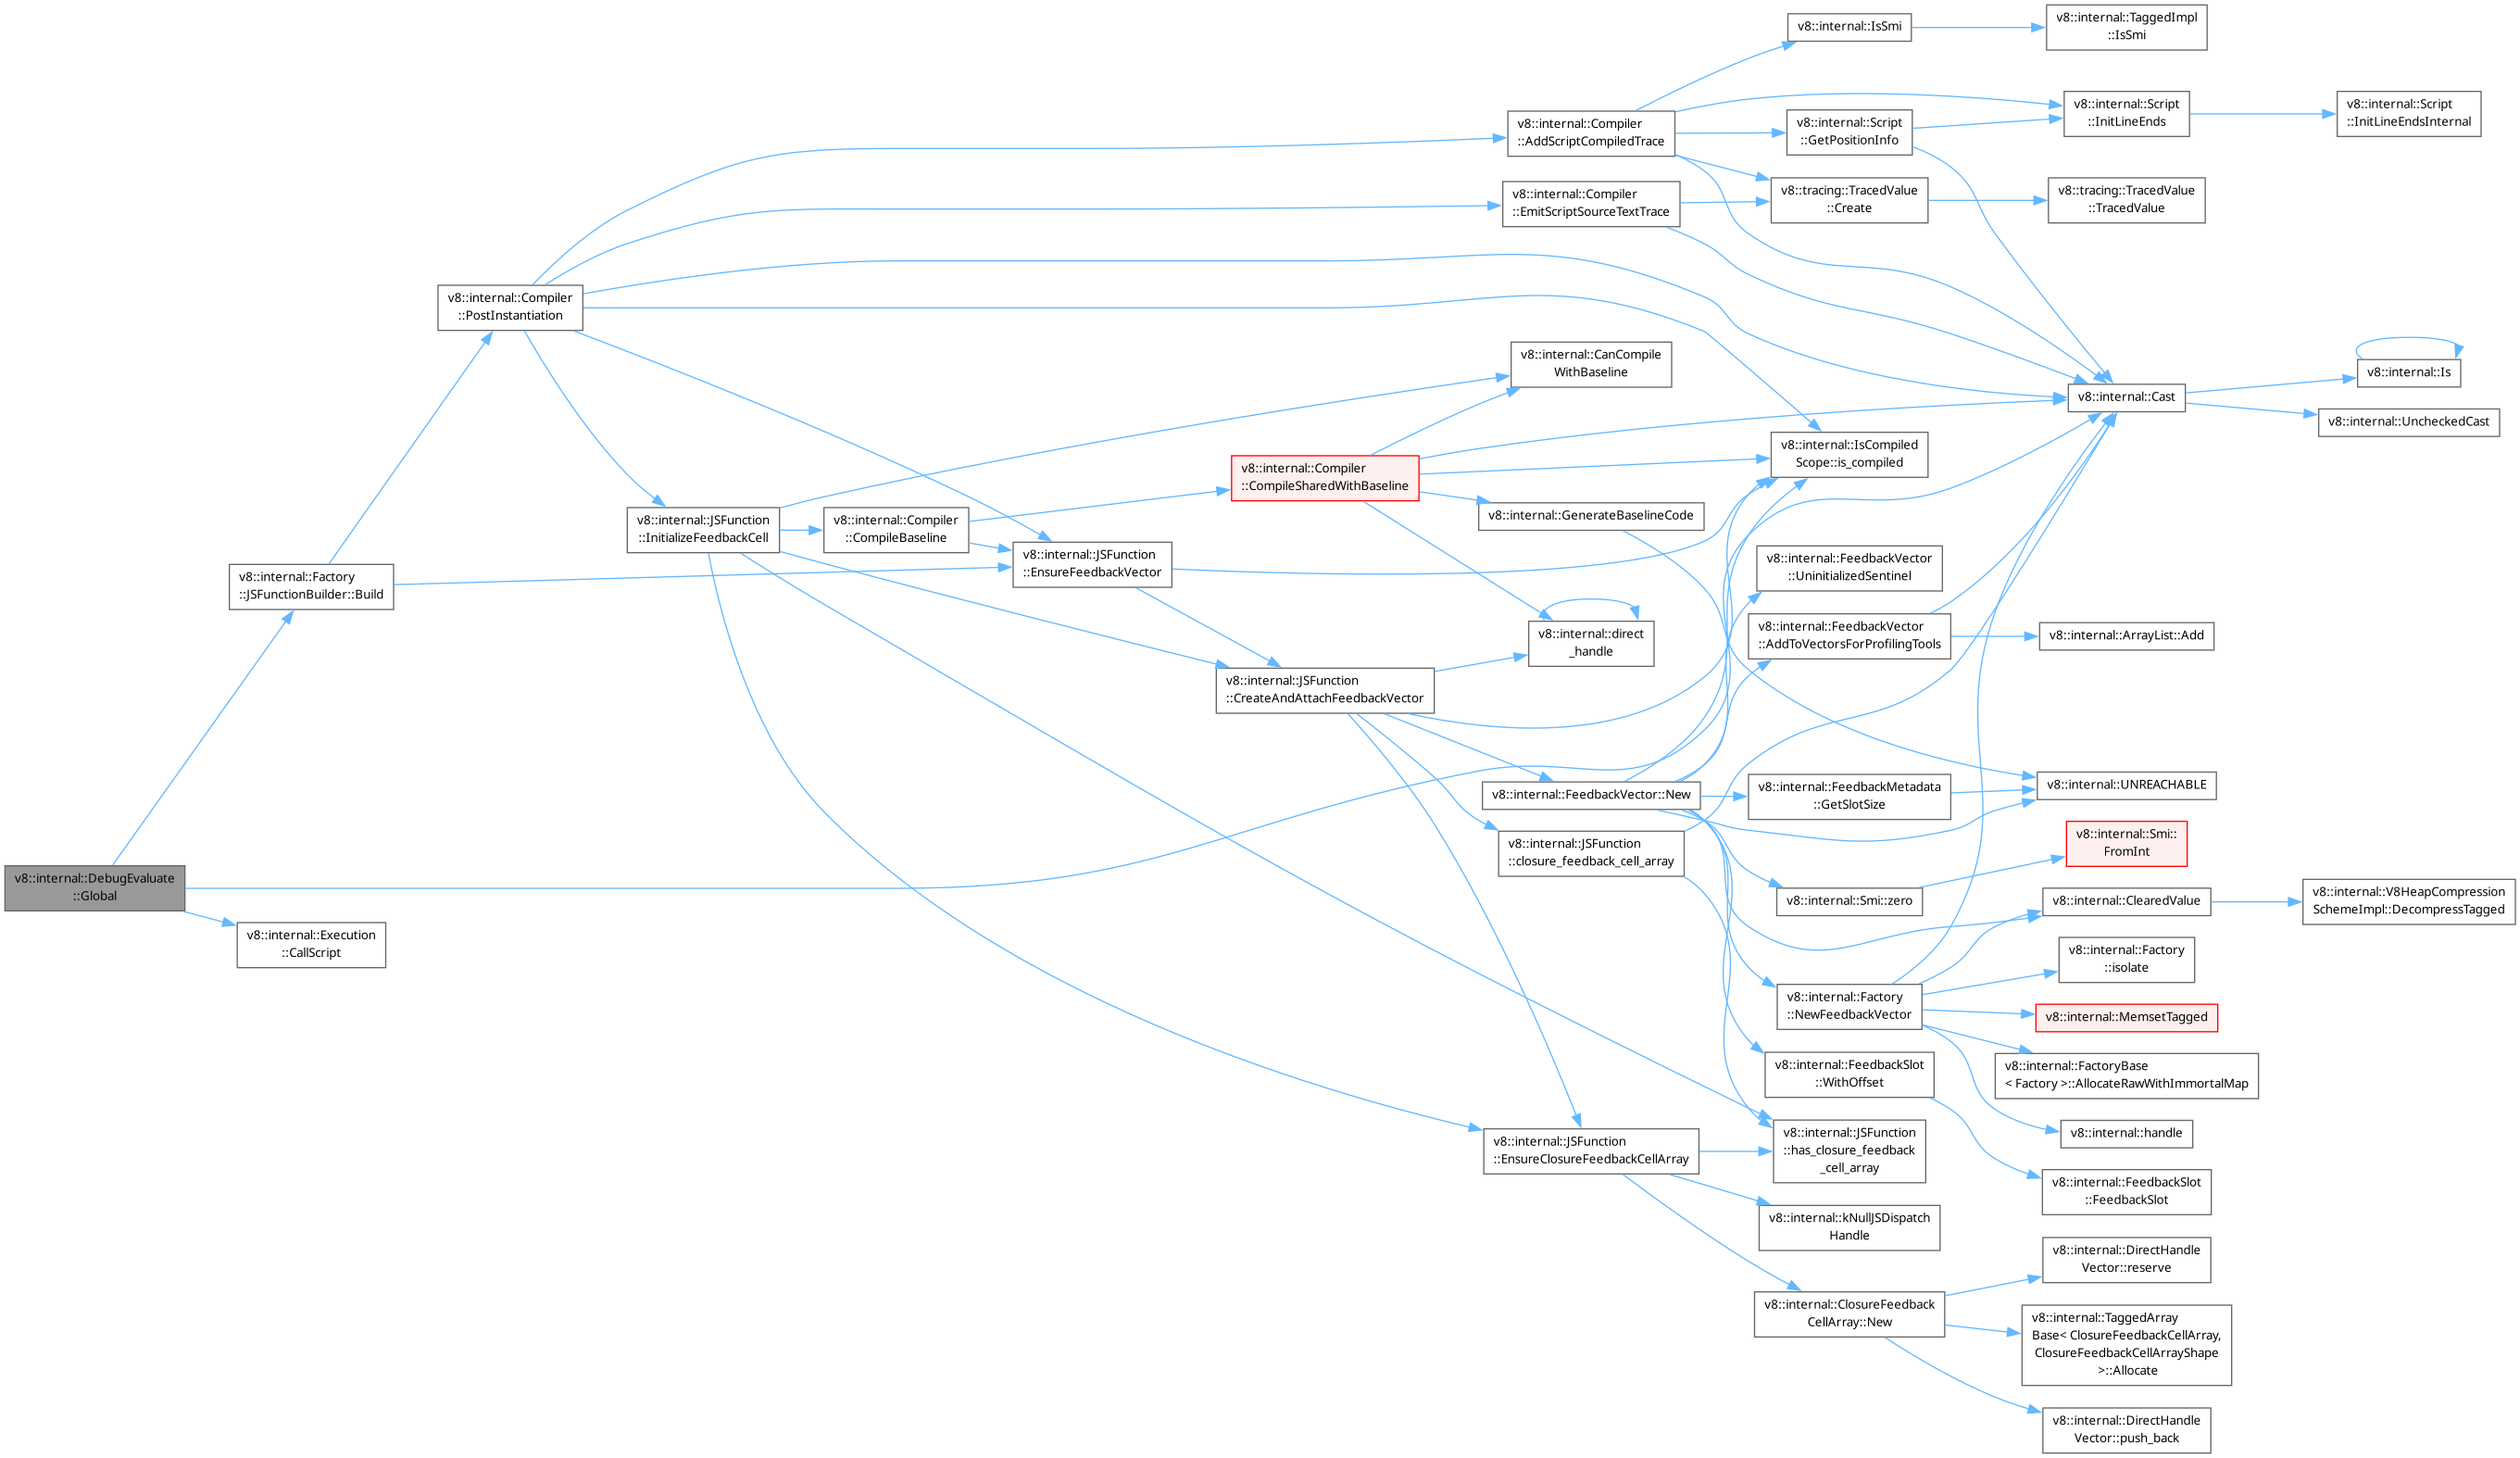 v8::internal::DebugEvaluate
::Global
v8::internal::Factory
::JSFunctionBuilder::Build
v8::internal::Execution
::CallScript
v8::internal::Compiler
::PostInstantiation
v8::internal::JSFunction
::InitializeFeedbackCell
v8::internal::Compiler
::CompileBaseline
v8::internal::JSFunction
::EnsureFeedbackVector
v8::internal::Compiler
::CompileSharedWithBaseline
v8::internal::JSFunction
::CreateAndAttachFeedbackVector
v8::internal::Compiler
::AddScriptCompiledTrace
v8::internal::Compiler
::EmitScriptSourceTextTrace
v8::internal::CanCompile
WithBaseline
v8::internal::GenerateBaselineCode
v8::internal::direct
_handle
v8::internal::FeedbackVector::New
v8::internal::JSFunction
::closure_feedback_cell_array
v8::internal::JSFunction
::EnsureClosureFeedbackCellArray
v8::internal::IsSmi
v8::internal::Script
::GetPositionInfo
v8::tracing::TracedValue
::Create
v8::internal::IsCompiled
Scope::is_compiled
v8::internal::FeedbackVector
::UninitializedSentinel
v8::internal::FeedbackVector
::AddToVectorsForProfilingTools
v8::internal::FeedbackMetadata
::GetSlotSize
v8::internal::Smi::zero
v8::internal::Factory
::NewFeedbackVector
v8::internal::FeedbackSlot
::WithOffset
v8::internal::JSFunction
::has_closure_feedback
_cell_array
v8::internal::kNullJSDispatch
Handle
v8::internal::ClosureFeedback
CellArray::New
v8::internal::TaggedImpl
::IsSmi
v8::internal::Script
::InitLineEnds
v8::tracing::TracedValue
::TracedValue
v8::internal::Cast
v8::internal::ArrayList::Add
v8::internal::UNREACHABLE
v8::internal::Smi::
FromInt
v8::internal::ClearedValue
v8::internal::Factory
::isolate
v8::internal::MemsetTagged
v8::internal::FactoryBase
< Factory >::AllocateRawWithImmortalMap
v8::internal::handle
v8::internal::FeedbackSlot
::FeedbackSlot
v8::internal::DirectHandle
Vector::reserve
v8::internal::TaggedArray
Base< ClosureFeedbackCellArray,
ClosureFeedbackCellArrayShape
>::Allocate
v8::internal::DirectHandle
Vector::push_back
v8::internal::Script
::InitLineEndsInternal
v8::internal::Is
v8::internal::UncheckedCast
v8::internal::V8HeapCompression
SchemeImpl::DecompressTagged